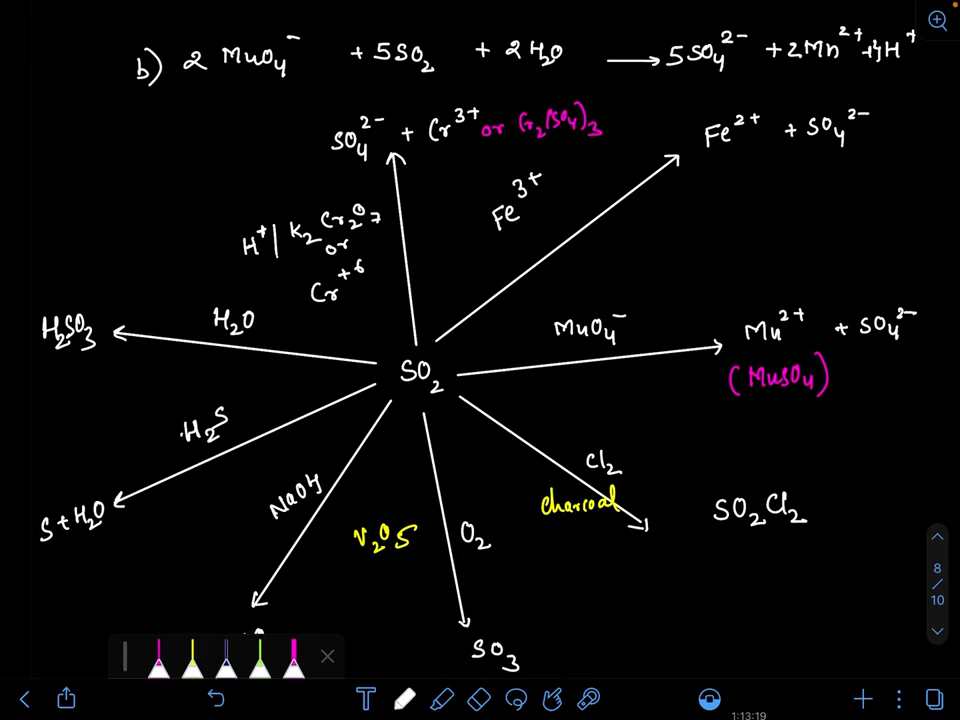 b) 2 MnO₄⁻ + 5SO₂ + 2H₂O ⟶ 5SO₄²⁻ + 2Mn²⁺ + 4H⁺
SO₄²⁻ + Cr³⁺ or Cr₂(SO₄)₃
Fe²⁺ + SO₄²⁻
Fe³⁺
H⁺ | K₂Cr₂O₇
or
Cr⁺⁶
H₂SO₃
H₂O
MnO₄⁻
Mn²⁺ + SO₄²⁻
(MnSO₄)
SO₂
H₂S
S + H₂O
NaOH
V₂O5
O₂
Cl₂
charcoal
SO₂Cl₂
SO₃
8
/
10
T
1:13:19